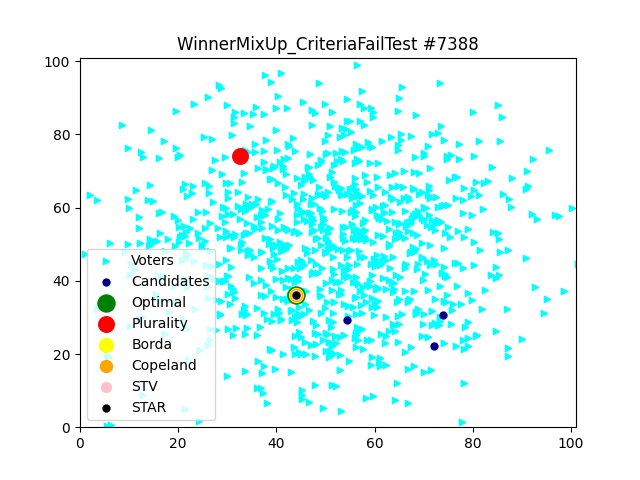 WinnerMixUp_CriteriaFailTest #7388
100
80
60
40
20
0
Voters
Candidates
Optimal
Plurality
Borda
Copeland
STV
STAR
0 20 40 60 80 100